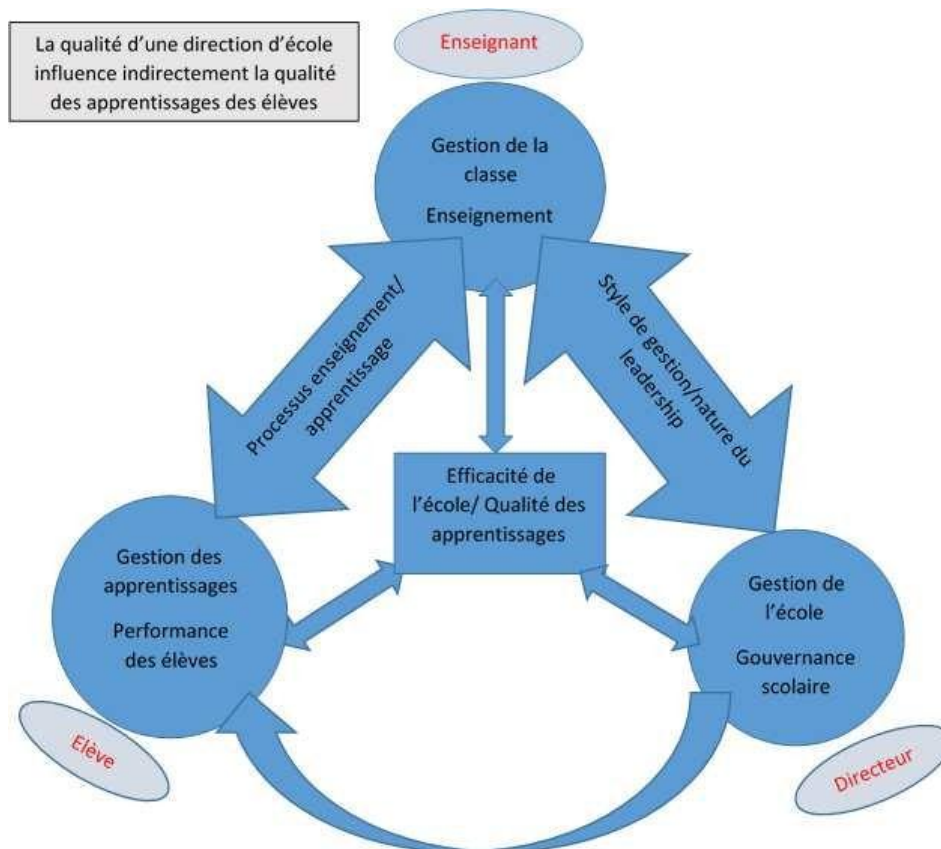 La qualité d'une direction d'école
influence indirectement la qualité
des apprentissages des élèves
Enseignant
Gestion de la
classe
Enseignement
Processus enseignement/
apprentissage
Style de gestion/nature du
leadership
Efficacité de
l'école/ Qualité des
apprentissages
Gestion des
apprentissages
Performance
des élèves
Gestion de
l'école
Gouvernance
scolaire
Elève
Directeur